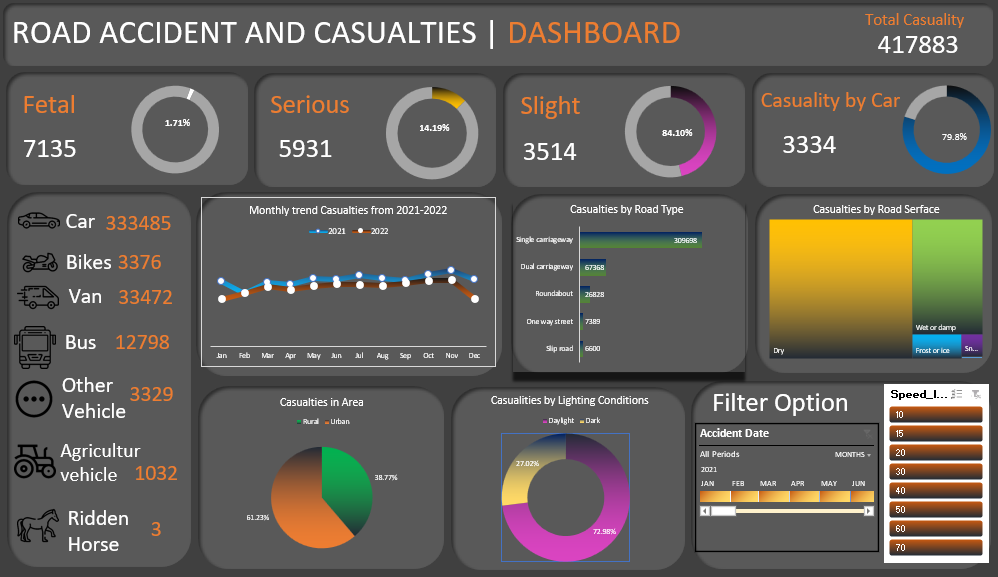 ROAD ACCIDENT AND CASUALTIES | DASHBOARD
Total Casuality
417883
Fetal
7135
1.71%
Serious
5931
14.19%
Slight
3514
84.10%
Casuality by Car
3334
79.8%
Car 333485
Bikes 3376
Van 33472
Bus 12798
Other
Vehicle 3329
Agricultur
vehicle 1032
Ridden
Horse 3
Monthly trend Casualties from 2021-2022
2021 2022
Jan Feb Mar Apr May Jun Jul Aug Sep Oct Nov Dec
Casualties by Road Type
Single carriageway 309698
Dual carriageway 67368
Roundabout 26828
One way street 7389
Slip road 6600
Casualties by Road Serface
Dry
Wet or damp
Frost or ice
Sn...
Casualties in Area
Rural Urban
38.77%
61.23%
Casualties by Lighting Conditions
Daylight Dark
27.02%
72.98%
Filter Option
Accident Date
All Periods MONTHS
2021
JAN FEB MAR APR MAY JUN
Speed_l...
10
15
20
30
40
50
60
70